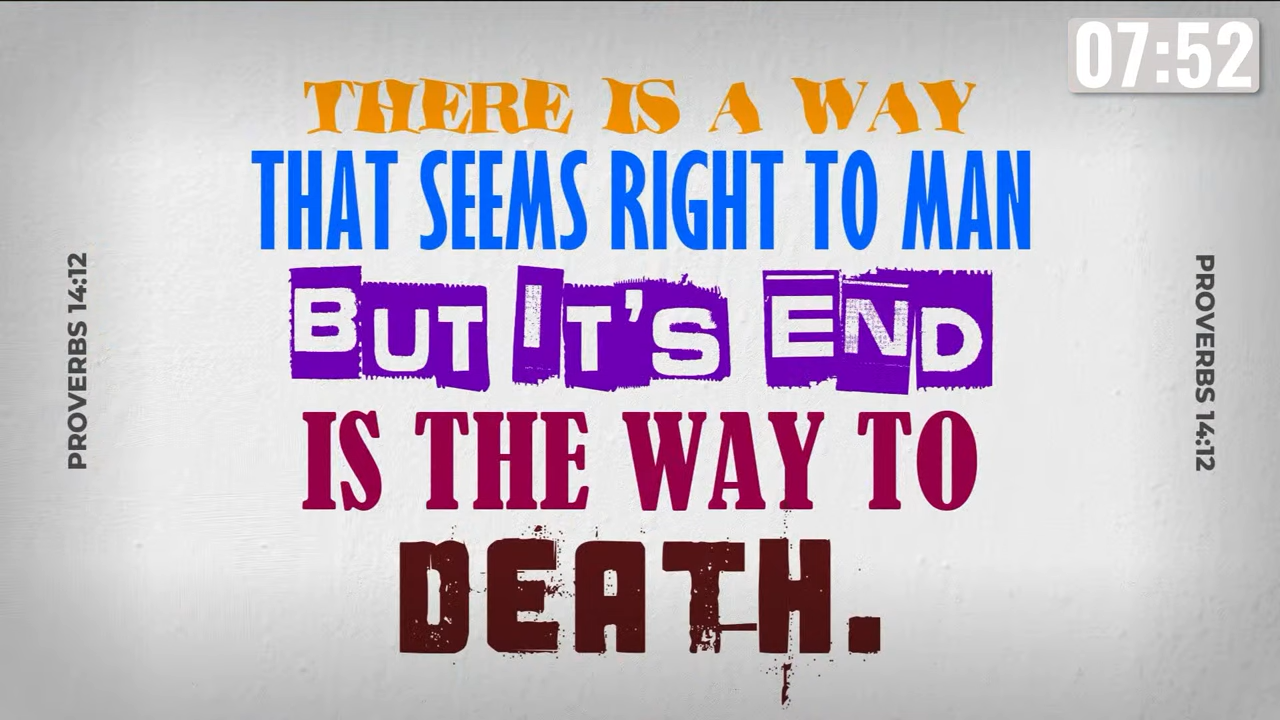 07:52
THERE IS A WAY
THAT SEEMS RIGHT TO MAN
BUT IT'S END
IS THE WAY TO
DEATH.
PROVERBS 14:12
PROVERBS 14:12